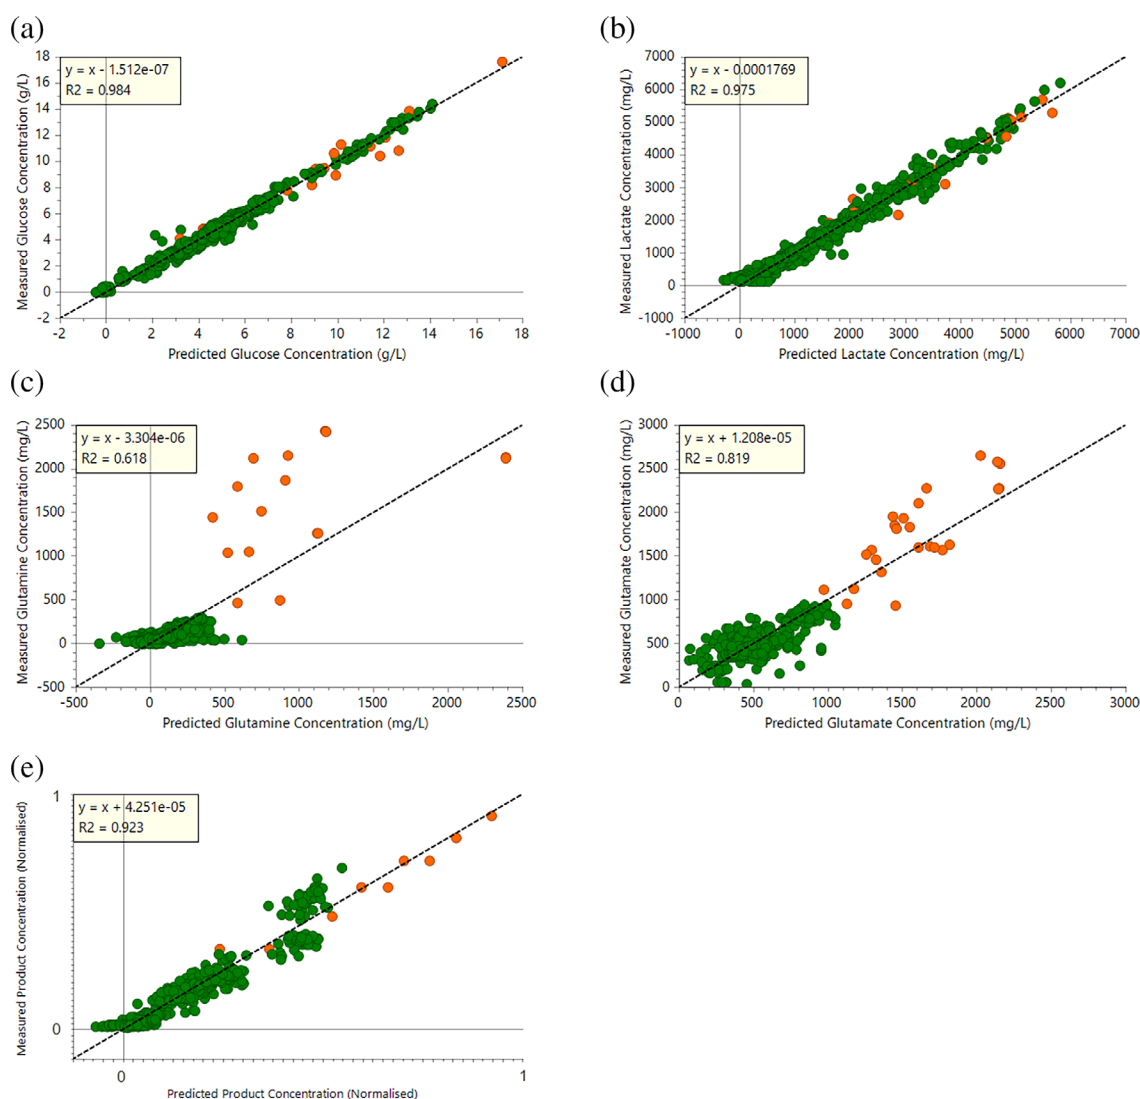 (a)
y = x - 1.512e-07
R2 = 0.984
Measured Glucose Concentration (g/L)
18
16
14
12
10
8
6
4
2
0
-2
-2 0 2 4 6 8 10 12 14 16 18
Predicted Glucose Concentration (g/L)
(b)
y = x - 0.0001769
R2 = 0.975
Measured Lactate Concentration (mg/L)
7000
6000
5000
4000
3000
2000
1000
0
-1000
-1000 0 1000 2000 3000 4000 5000 6000 7000
Predicted Lactate Concentration (mg/L)
(c)
y = x - 3.304e-06
R2 = 0.618
Measured Glutamine Concentration (mg/L)
2500
2000
1500
1000
500
0
-500
-500 0 500 1000 1500 2000 2500
Predicted Glutamine Concentration (mg/L)
(d)
y = x + 1.208e-05
R2 = 0.819
Measured Glutamate Concentration (mg/L)
3000
2500
2000
1500
1000
500
0
0 500 1000 1500 2000 2500 3000
Predicted Glutamate Concentration (mg/L)
(e)
y = x + 4.251e-05
R2 = 0.923
Measured Product Concentration (Normalised)
1
0
0 1
Predicted Product Concentration (Normalised)